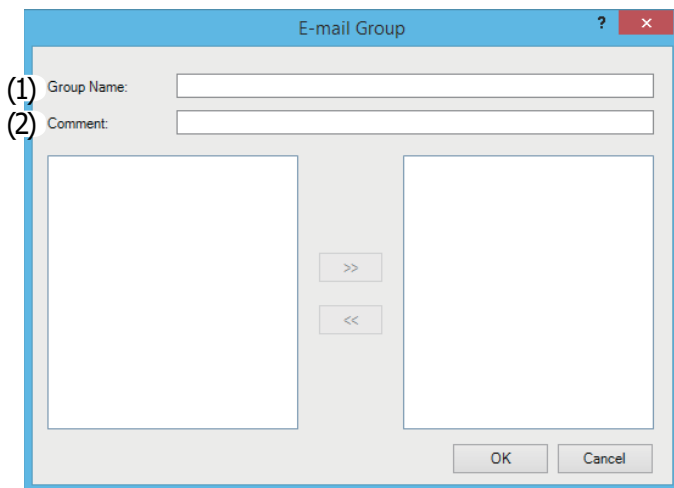 E-mail Group ? ×
(1) Group Name:
(2) Comment:
>>
<<
OK Cancel